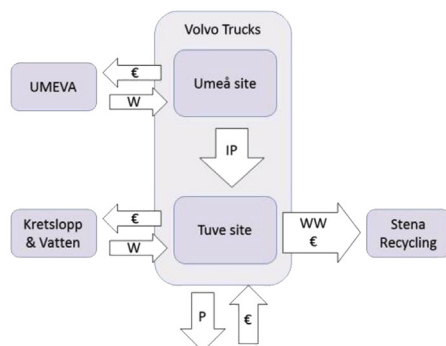 Volvo Trucks
€
UMEVA
Umeå site
W
IP
€
Kretslopp
& Vatten
Tuve site
W
WW
€
Stena
Recycling
P
€